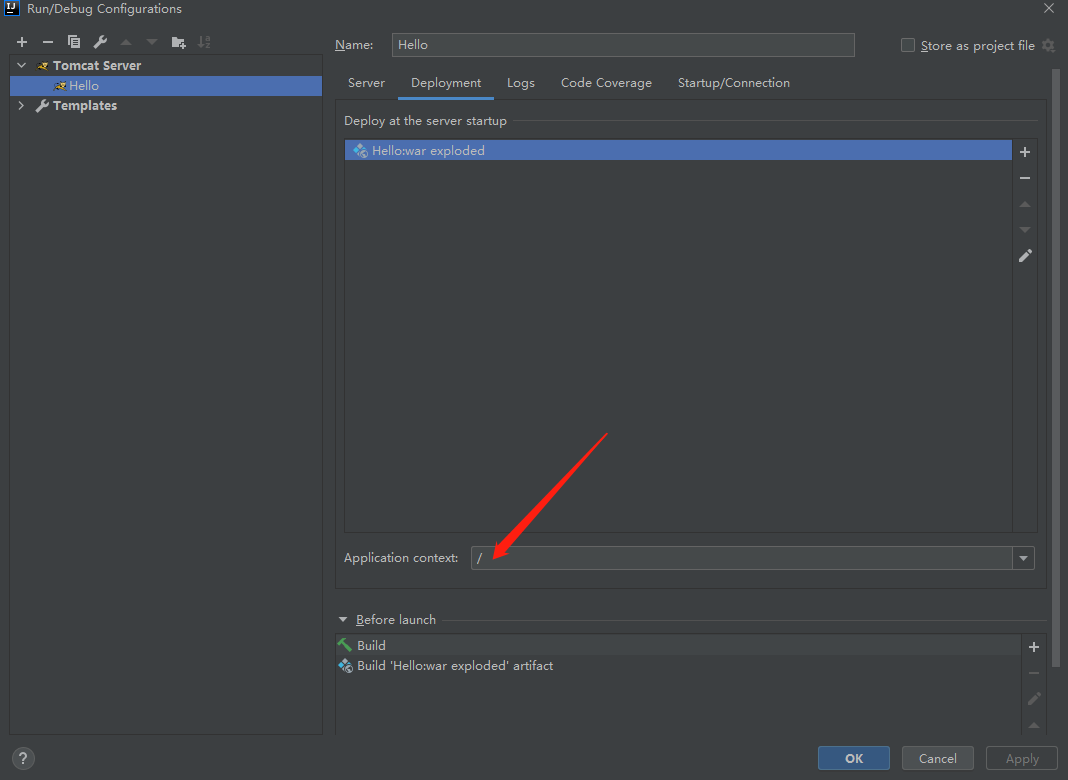 Run/Debug Configurations
Name: Hello
Store as project file
Tomcat Server
Hello
Templates
Server Deployment Logs Code Coverage Startup/Connection
Deploy at the server startup
Hello:war exploded
Application context: /
Before launch
Build
Build 'Hello:war exploded' artifact
?
OK Cancel Apply